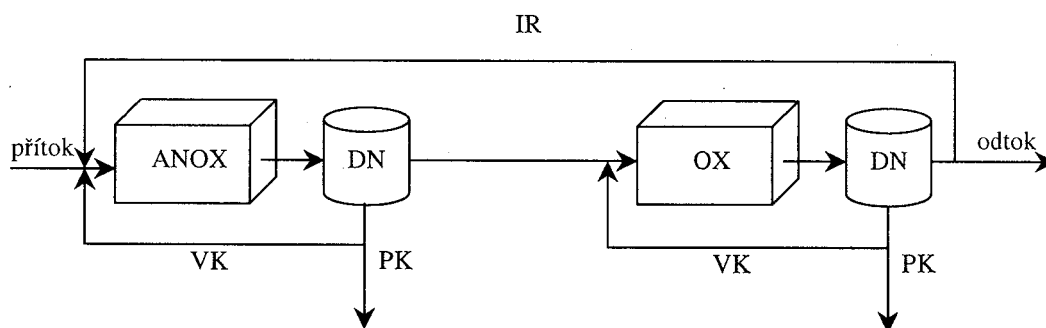 IR
přítok
ANOX
DN
OX
DN
odtok
VK
PK
VK
PK